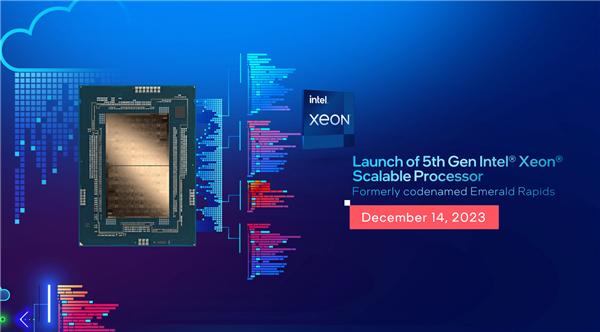 intel.
XEON
Launch of 5th Gen Intel® Xeon®
Scalable Processor
Formerly codenamed Emerald Rapids
December 14, 2023